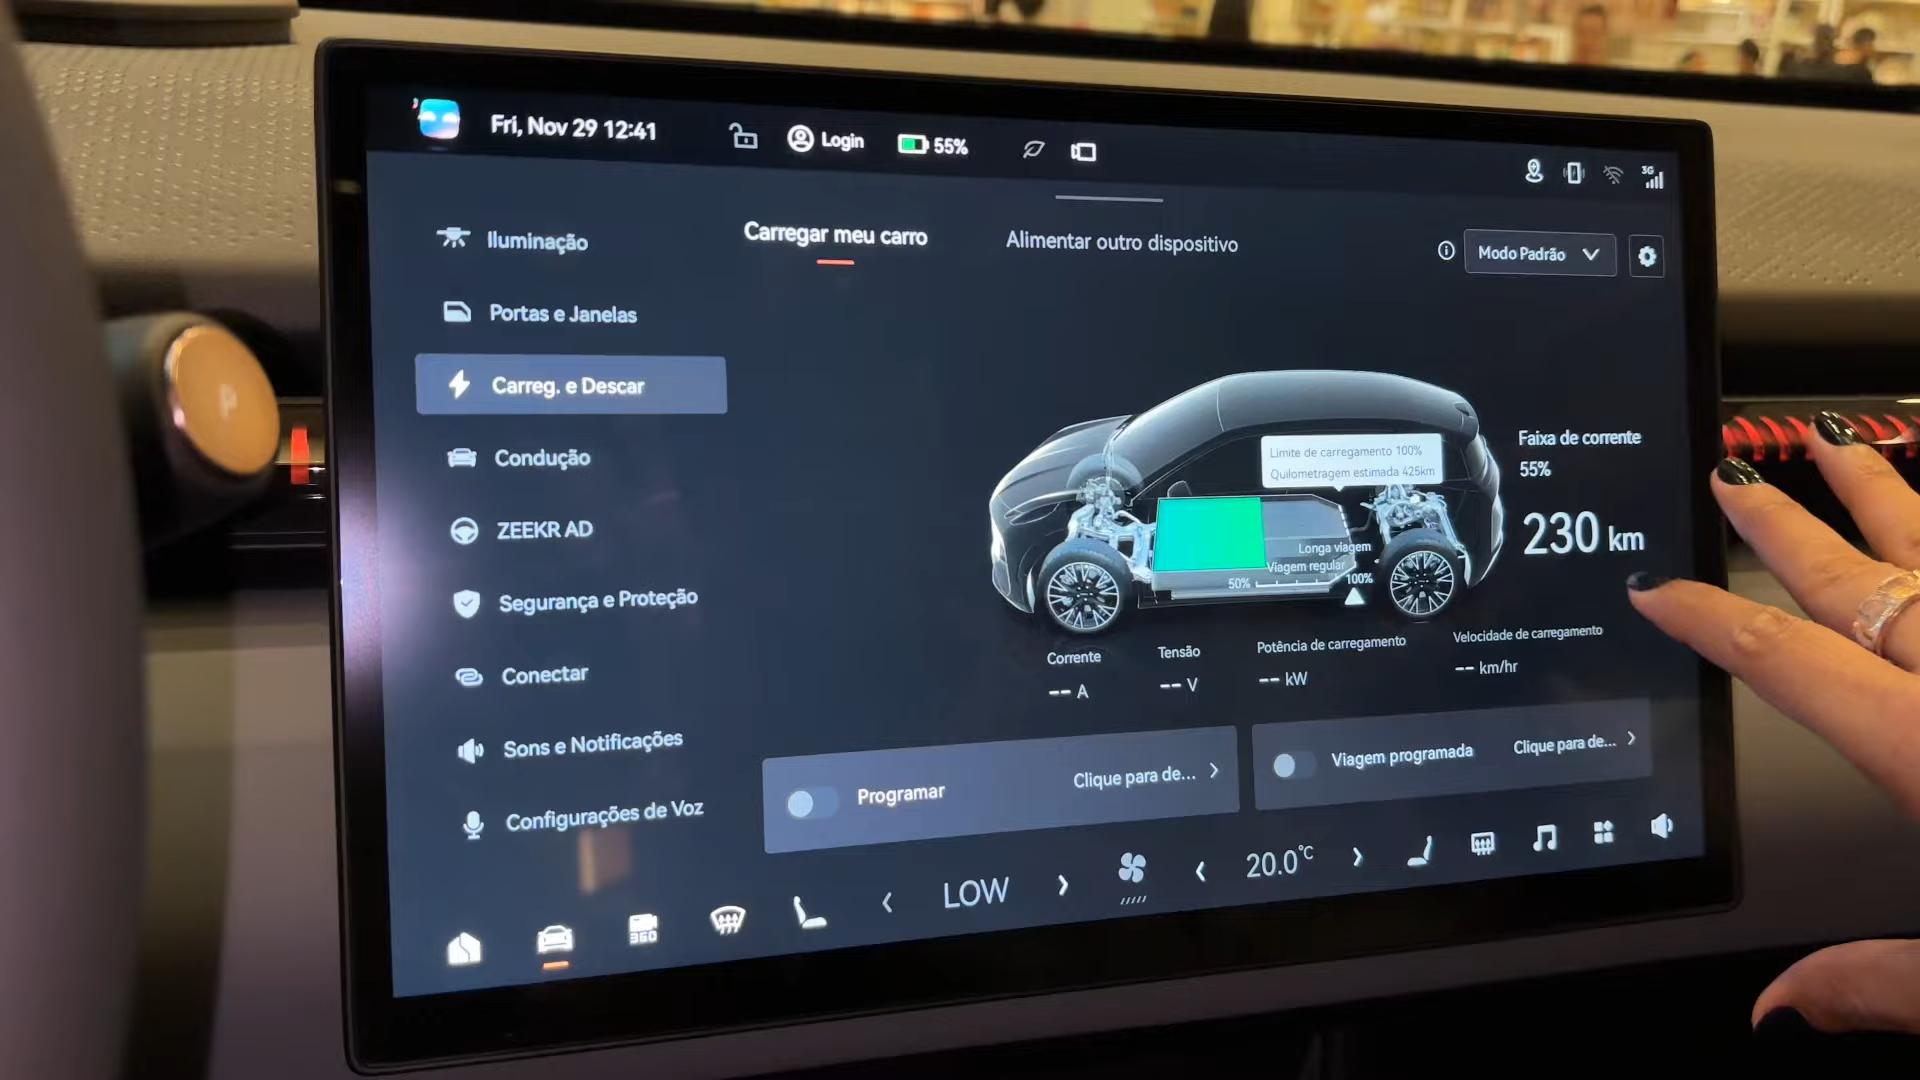 Fri, Nov 29 12:41
Login
55%
3G
Iluminação
Portas e Janelas
Carreg. e Descar
Condução
ZEEKR AD
Segurança e Proteção
Conectar
Sons e Notificações
Configurações de Voz
Carregar meu carro
Alimentar outro dispositivo
Modo Padrão
Limite de carregamento 100%
Quilometragem estimada 425km
Longa viagem
Viagem regular
50%
100%
Faixa de corrente
55%
230 km
Corrente
-- A
Tensão
-- V
Potência de carregamento
-- kW
Velocidade de carregamento
-- km/hr
Programar
Clique para de...
Viagem programada
Clique para de...
360
LOW
20.0°C
P